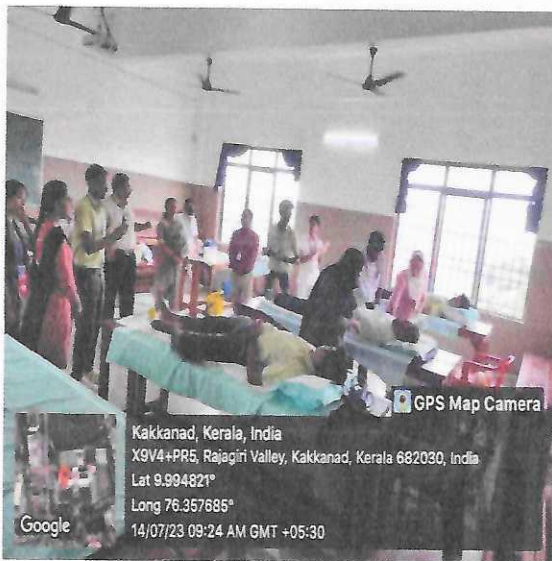 GPS Map Camera
Kakkanad, Kerala, India
X9V4+PR5, Rajagiri Valley, Kakkanad, Kerala 682030, India
Lat 9.994821°
Long 76.357685°
14/07/23 09:24 AM GMT +05:30
Google